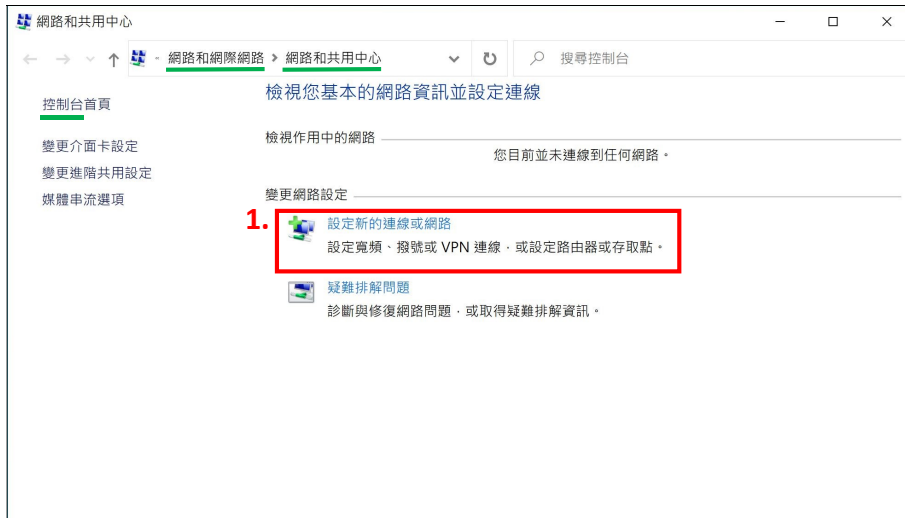 網路和共用中心
網路和網際網路 > 網路和共用中心
搜尋控制台
控制台首頁
變更介面卡設定
變更進階共用設定
媒體串流選項
檢視您基本的網路資訊並設定連線
檢視作用中的網路
您目前並未連線到任何網路。
變更網路設定
1.
設定新的連線或網路
設定寬頻、撥號或 VPN 連線，或設定路由器或存取點。
疑難排解問題
診斷與修復網路問題，或取得疑難排解資訊。